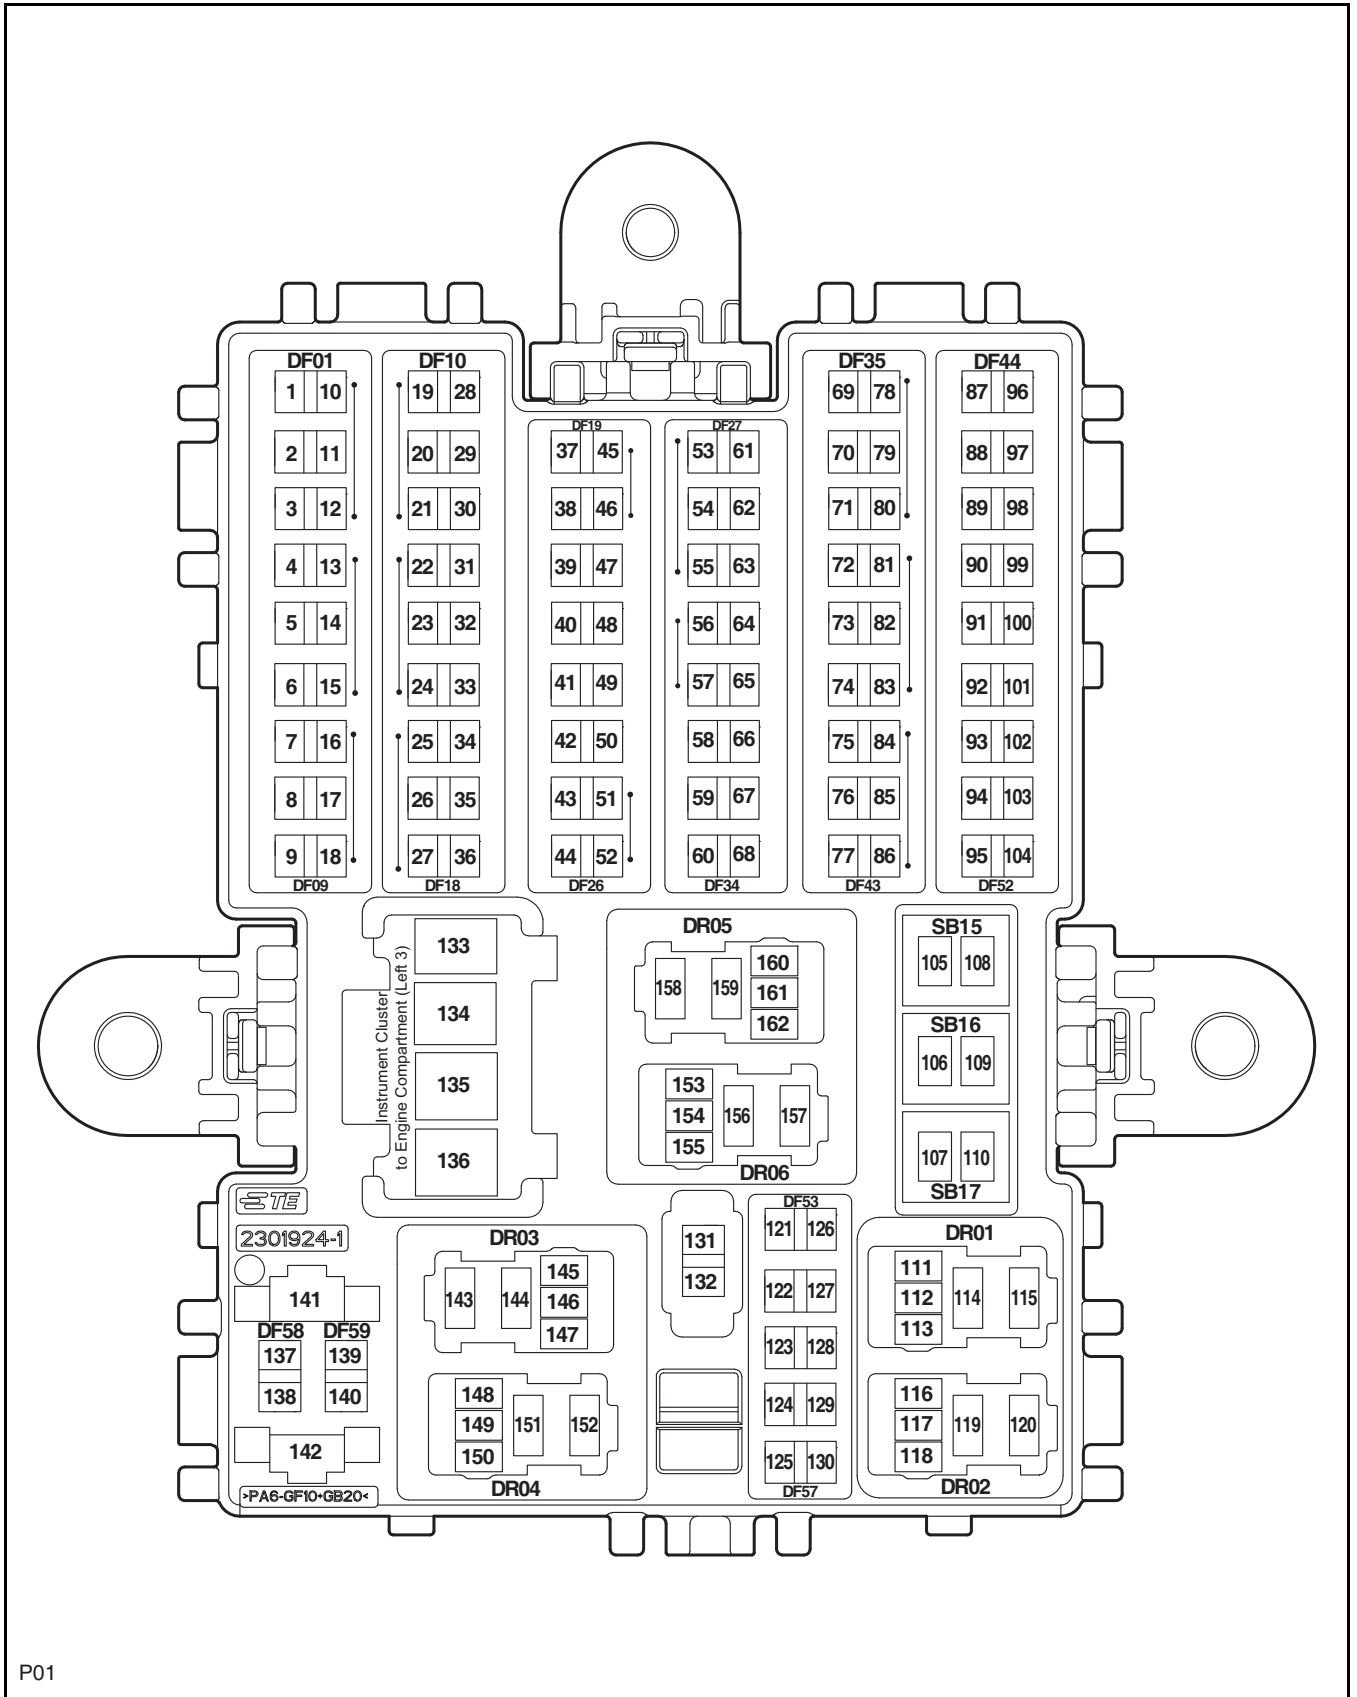 DF01 DF10 DF35 DF44
1 10 19 28 69 78 87 96
DF19 DF27
2 11 20 29 37 45 53 61 70 79 88 97
3 12 21 30 38 46 54 62 71 80 89 98
4 13 22 31 39 47 55 63 72 81 90 99
5 14 23 32 40 48 56 64 73 82 91 100
6 15 24 33 41 49 57 65 74 83 92 101
7 16 25 34 42 50 58 66 75 84 93 102
8 17 26 35 43 51 59 67 76 85 94 103
9 18 27 36 44 52 60 68 77 86 95 104
DF09 DF18 DF26 DF34 DF43 DF52
Instrument Cluster
to Engine Compartment (Left 3)
133
134
135
136
DR05
158 159 160
161
162
153 156 157
154
155
DR06
SB15
105 108
SB16
106 109
107 110
SB17
TE
2301924-1
141
DF58 DF59
137 139
138 140
142
>PA6-GF10+GB20<
DR03
143 144 145
146
147
148 151 152
149
150
DR04
131
132
DF53
121 126
122 127
123 128
124 129
125 130
DF57
DR01
111 114 115
112
113
116 119 120
117
118
DR02
P01